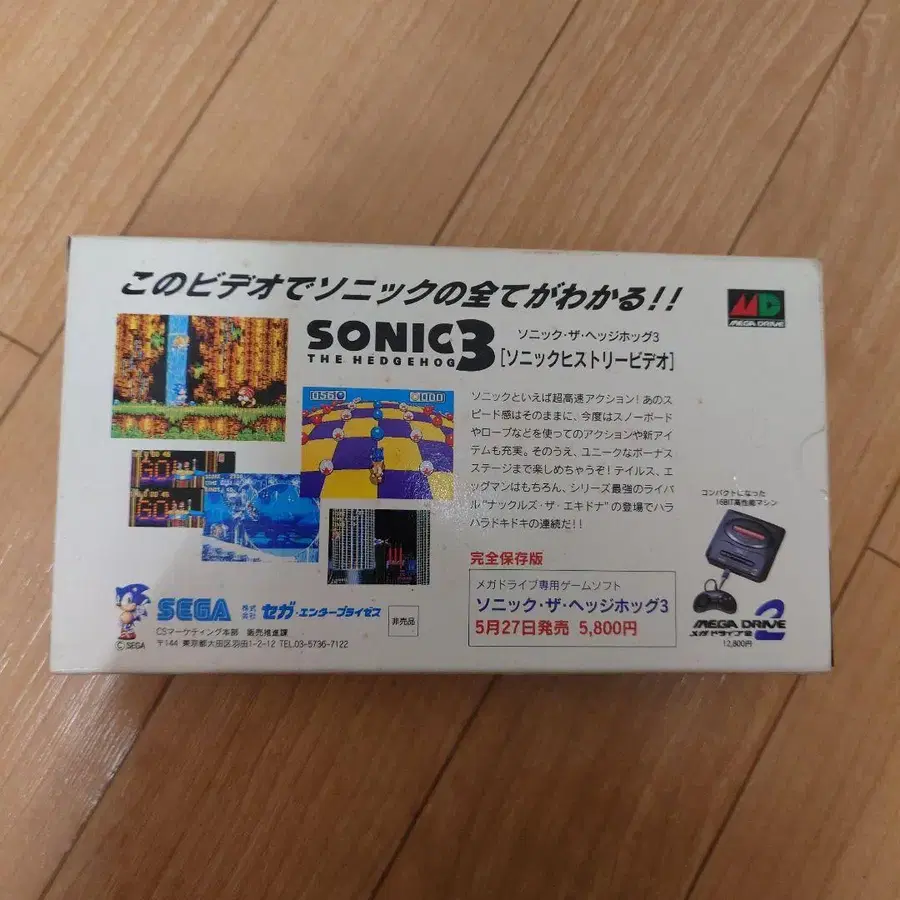 このビデオでソニックの全てがわかる!!
MD
MEGA DRIVE
SONIC 3
THE HEDGEHOG
ソニック・ザ・ヘッジホッグ3
[ソニックヒストリービデオ]
056
000
ソニックといえば超高速アクション!あのス
ピード感はそのままに、今度はスノーボード
やロープなどを使ってのアクションや新アイ
テムも充実。そのうえ、ユニークなボーナス
ステージまで楽しめちゃうぞ!テイルス、エ
ッグマンはもちろん、シリーズ最強のライバ
ル"ナックルズ・ザ・エキドナ"の登場でハラ
ハラドキドキの連続だ!!
完全保存版
メガドライブ専用ゲームソフト
ソニック・ザ・ヘッジホッグ3
5月27日発売 5,800円
コンパクトになった
16BIT高性能マシン
MEGA DRIVE 2
メガドライブ2
12,800円
SEGA 株式会社 セガ・エンタープライゼス
非売品
CSマーケティング本部 販売推進課
〒144 東京都大田区羽田1-2-12 TEL.03-5736-7122
©SEGA